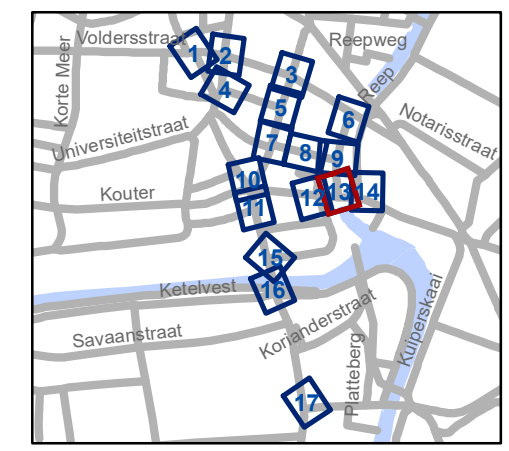 Voldersstraat
Reepweg
Korte Meer
Reep
Notarisstraat
Universiteitstraat
Kouter
Ketelvest
Savaanstraat
Korianderstraat
Platteberg
Kuiperskaai
1
2
3
4
5
6
7
8
9
10
11
12
13
14
15
16
17